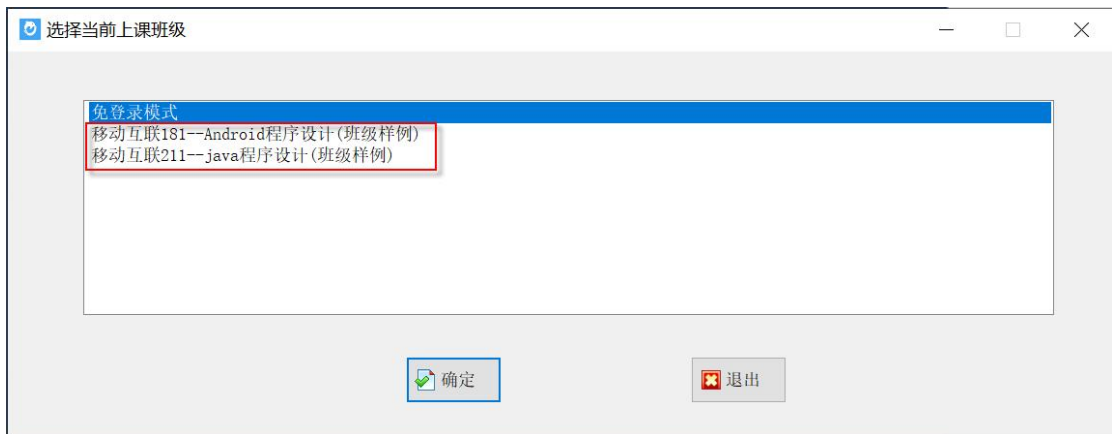 选择当前上课班级
免登录模式
移动互联181--Android程序设计(班级样例)
移动互联211--java程序设计(班级样例)
确定
退出